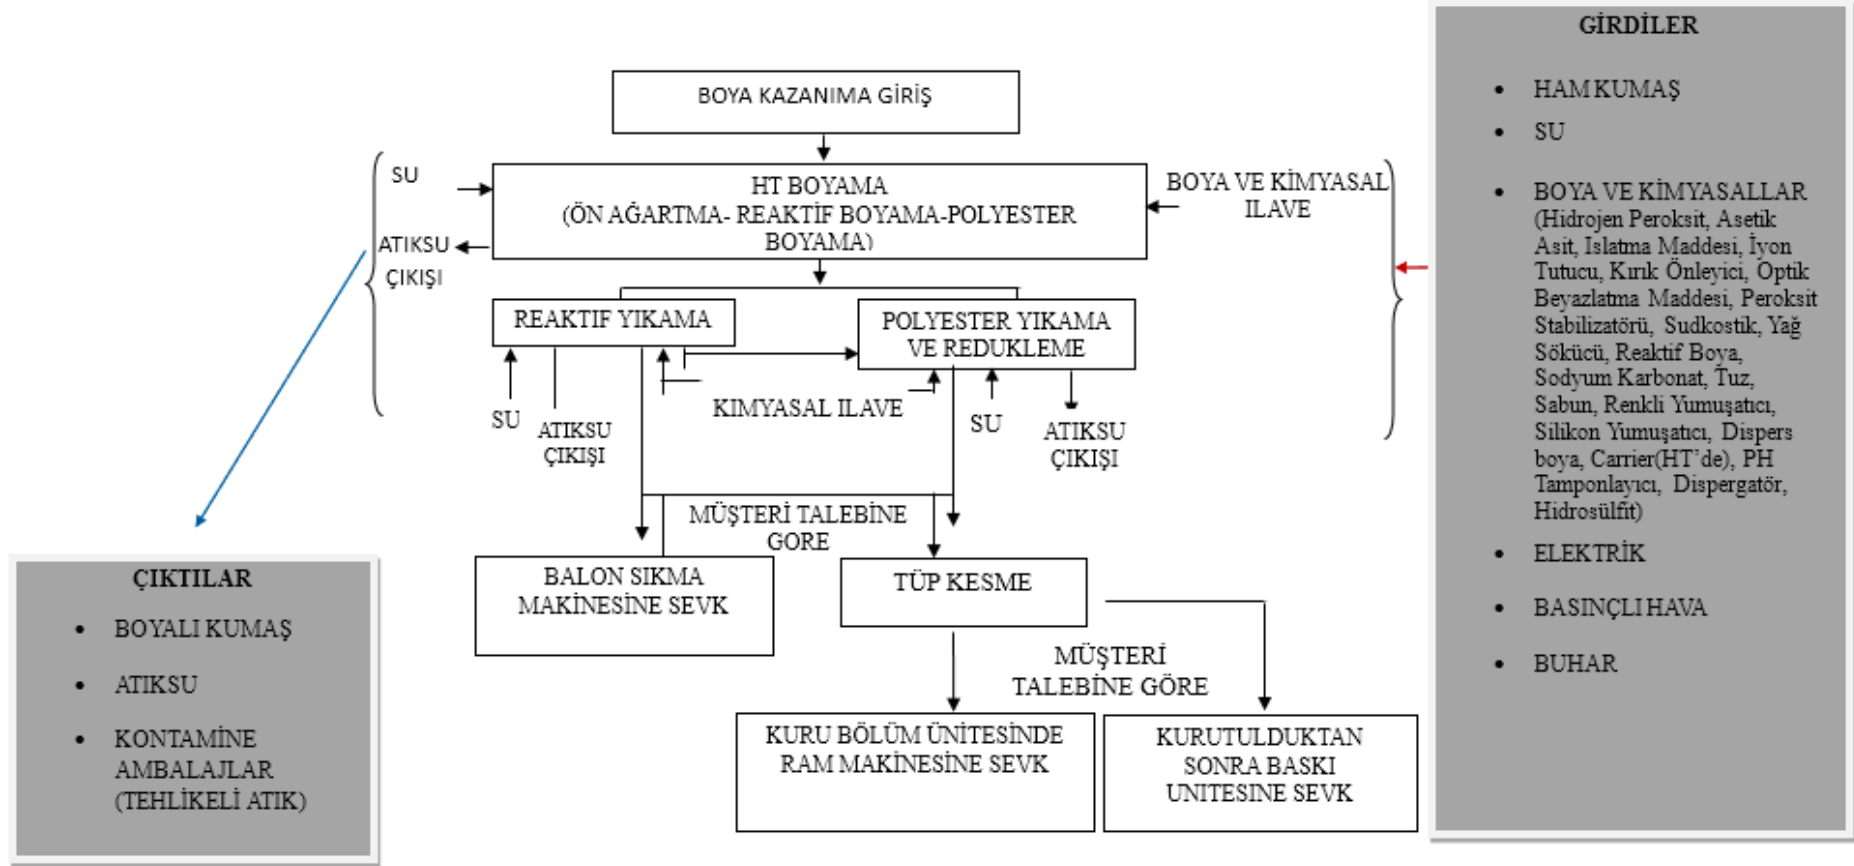 GİRDİLER
HAM KUMAŞ
SU
BOYA VE KİMYASALLAR
(Hidrojen Peroksit, Asetik
Asit, Islatma Maddesi, İyon
Tutucu, Kırık Önleyici, Optik
Beyazlatma Maddesi, Peroksit
Stabilizatörü, Sudkostik, Yağ
Sökücü, Reaktif Boya,
Sodyum Karbonat, Tuz,
Sabun, Renkli Yumuşatıcı,
Silikon Yumuşatıcı, Dispers
boya, Carrier(HT'de), PH
Tamponlayıcı, Dispergatör,
Hidrosülfit)
ELEKTRİK
BASINÇLI HAVA
BUHAR
BOYA KAZANIMA GİRİŞ
SU
HT BOYAMA
(ÖN AĞARTMA- REAKTİF BOYAMA-POLYESTER
BOYAMA)
BOYA VE KİMYASAL
ILAVE
ATIKSU
ÇIKIŞI
REAKTIF YIKAMA
POLYESTER YIKAMA
VE REDUKLEME
SU
ATIKSU
ÇIKIŞI
KIMYASAL ILAVE
SU
ATIKSU
ÇIKIŞI
MÜŞTERİ TALEBİNE
GORE
BALON SIKMA
MAKİNESİNE SEVK
TÜP KESME
MÜŞTERİ
TALEBİNE GÖRE
KURU BÖLÜM ÜNİTESİNDE
RAM MAKİNESİNE SEVK
KURUTULDUKTAN
SONRA BASKI
UNITESINE SEVK
ÇIKTILAR
BOYALI KUMAŞ
ATIKSU
KONTAMİNE
AMBALAJLAR
(TEHLİKELİ ATIK)